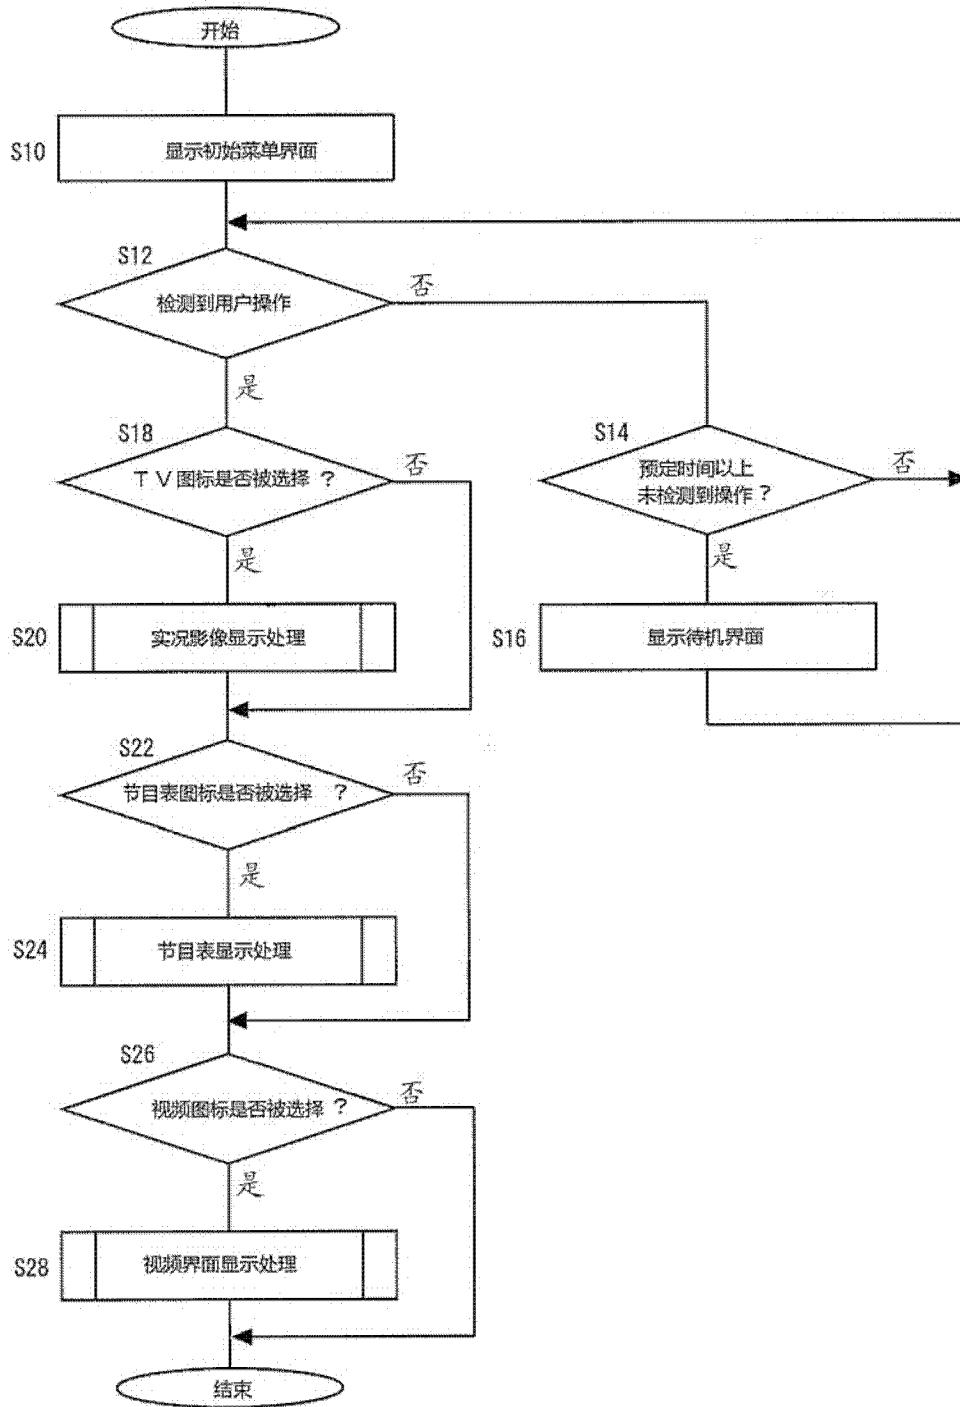 开始
S10
显示初始菜单界面
S12
检测到用户操作
否
是
S18
TV图标是否被选择?
否
S14
预定时间以上
未检测到操作?
否
是
是
S20
实况影像显示处理
S16
显示待机界面
S22
节目表图标是否被选择?
否
是
S24
节目表显示处理
S26
视频图标是否被选择?
否
是
S28
视频界面显示处理
结束